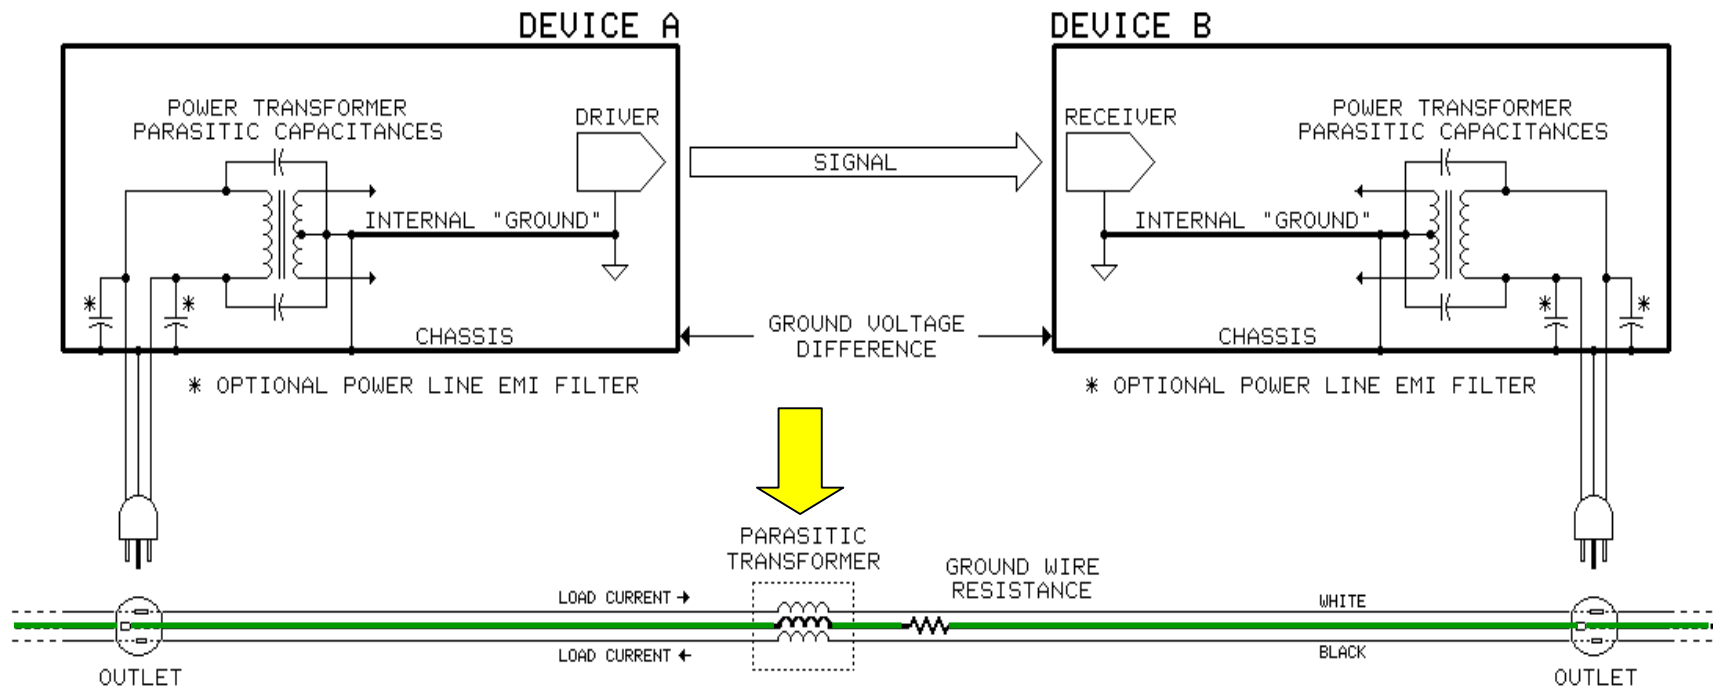 DEVICE A
DEVICE B
POWER TRANSFORMER
PARASITIC CAPACITANCES
DRIVER
SIGNAL
RECEIVER
POWER TRANSFORMER
PARASITIC CAPACITANCES
INTERNAL "GROUND"
INTERNAL "GROUND"
*
*
*
*
CHASSIS
GROUND VOLTAGE
DIFFERENCE
CHASSIS
* OPTIONAL POWER LINE EMI FILTER
* OPTIONAL POWER LINE EMI FILTER
PARASITIC
TRANSFORMER
GROUND WIRE
RESISTANCE
LOAD CURRENT
WHITE
LOAD CURRENT
BLACK
OUTLET
OUTLET